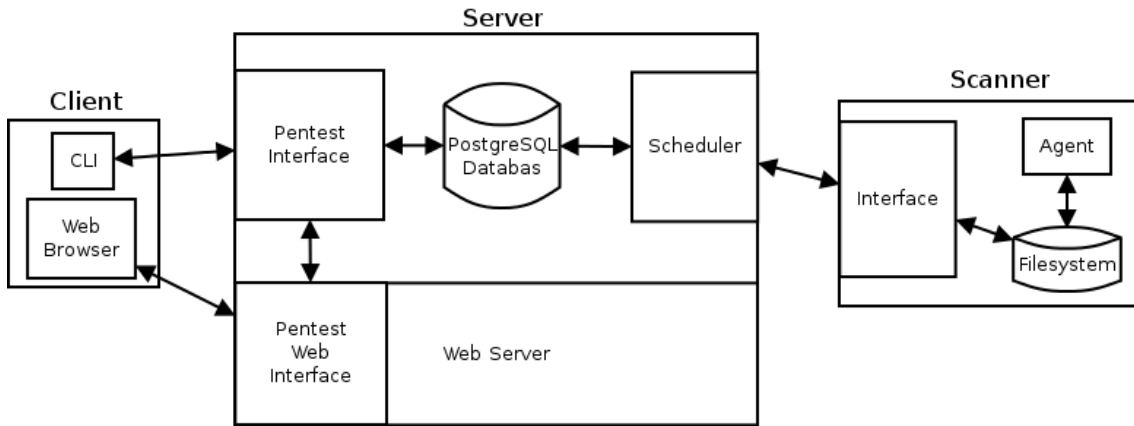 Server
Client
Scanner
CLI
Web
Browser
Pentest
Interface
PostgreSQL
Databas
Scheduler
Interface
Agent
Filesystem
Pentest
Web
Interface
Web Server